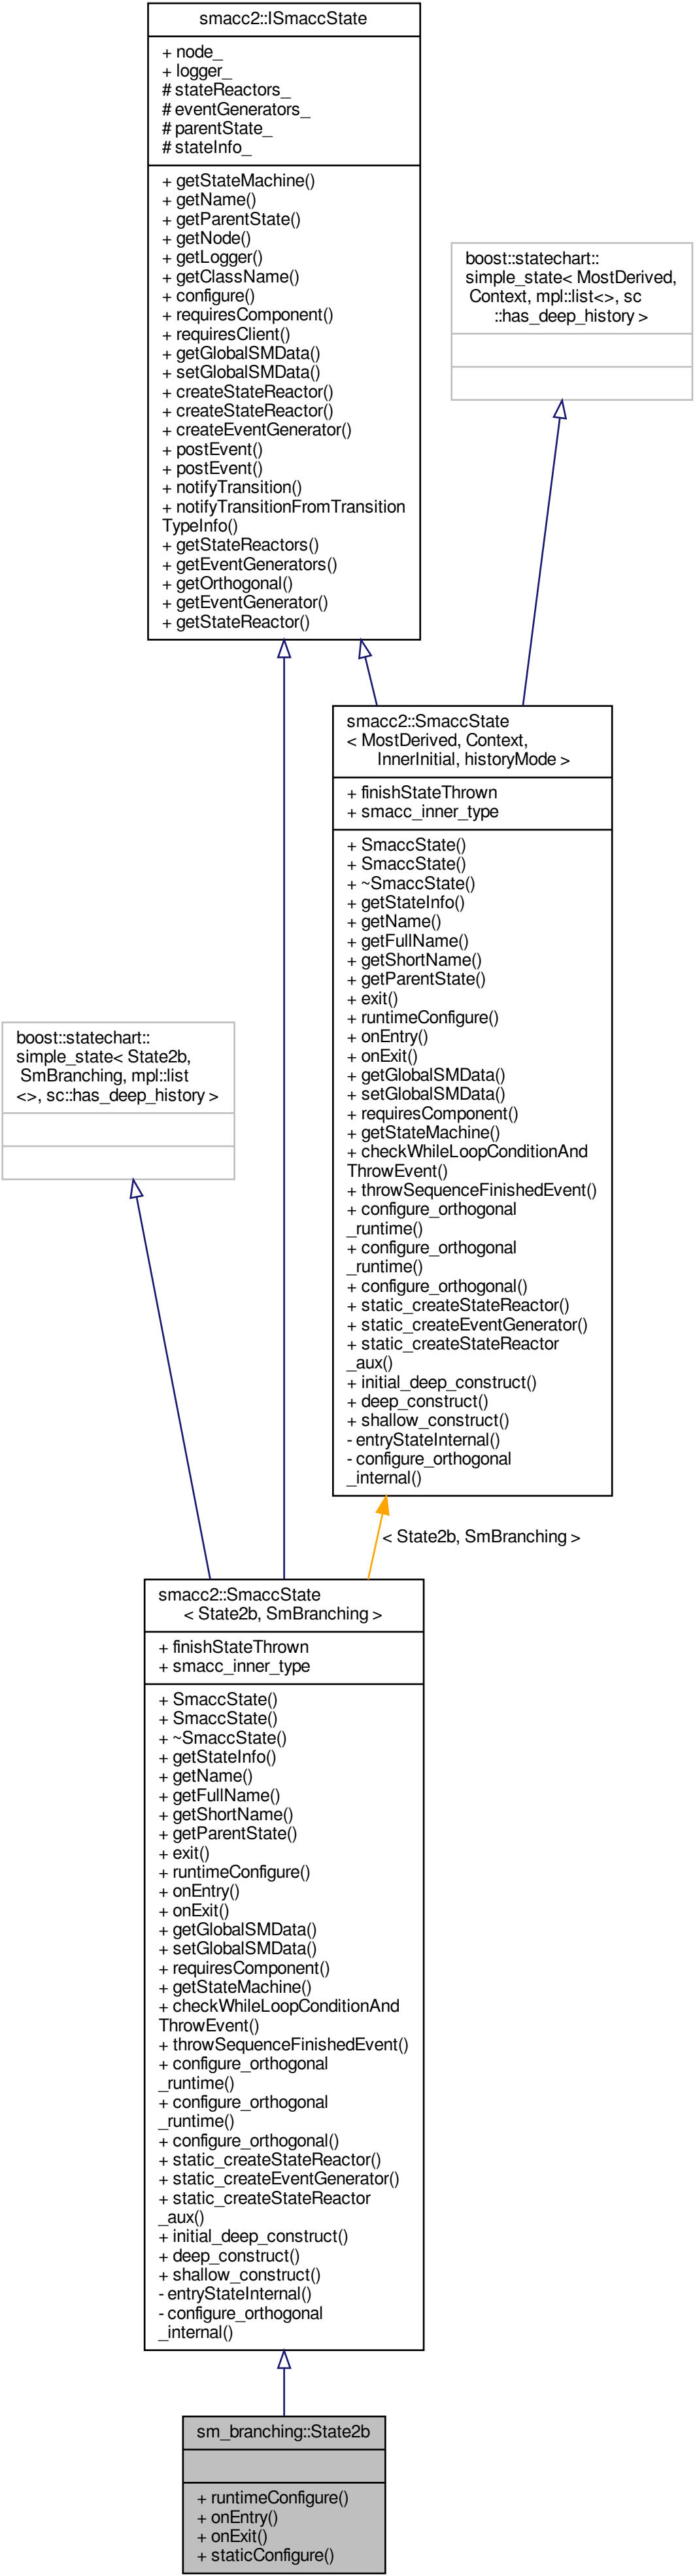 smacc2::ISmaccState
+ node_
+ logger_
# stateReactors_
# eventGenerators_
# parentState_
# stateInfo_
+ getStateMachine()
+ getName()
+ getParentState()
+ getNode()
+ getLogger()
+ getClassName()
+ configure()
+ requiresComponent()
+ requiresClient()
+ getGlobalSMData()
+ setGlobalSMData()
+ createStateReactor()
+ createStateReactor()
+ createEventGenerator()
+ postEvent()
+ postEvent()
+ notifyTransition()
+ notifyTransitionFromTransition
TypeInfo()
+ getStateReactors()
+ getEventGenerators()
+ getOrthogonal()
+ getEventGenerator()
+ getStateReactor()
boost::statechart::
simple_state< MostDerived,
Context, mpl::list<>, sc
::has_deep_history >
smacc2::SmaccState
< MostDerived, Context,
InnerInitial, historyMode >
+ finishStateThrown
+ smacc_inner_type
+ SmaccState()
+ SmaccState()
+ ~SmaccState()
+ getStateInfo()
+ getName()
+ getFullName()
+ getShortName()
+ getParentState()
+ exit()
+ runtimeConfigure()
+ onEntry()
+ onExit()
+ getGlobalSMData()
+ setGlobalSMData()
+ requiresComponent()
+ getStateMachine()
+ checkWhileLoopConditionAnd
ThrowEvent()
+ throwSequenceFinishedEvent()
+ configure_orthogonal
_runtime()
+ configure_orthogonal
_runtime()
+ configure_orthogonal()
+ static_createStateReactor()
+ static_createEventGenerator()
+ static_createStateReactor
_aux()
+ initial_deep_construct()
+ deep_construct()
+ shallow_construct()
- entryStateInternal()
- configure_orthogonal
_internal()
boost::statechart::
simple_state< State2b,
SmBranching, mpl::list
<>, sc::has_deep_history >
< State2b, SmBranching >
smacc2::SmaccState
< State2b, SmBranching >
+ finishStateThrown
+ smacc_inner_type
+ SmaccState()
+ SmaccState()
+ ~SmaccState()
+ getStateInfo()
+ getName()
+ getFullName()
+ getShortName()
+ getParentState()
+ exit()
+ runtimeConfigure()
+ onEntry()
+ onExit()
+ getGlobalSMData()
+ setGlobalSMData()
+ requiresComponent()
+ getStateMachine()
+ checkWhileLoopConditionAnd
ThrowEvent()
+ throwSequenceFinishedEvent()
+ configure_orthogonal
_runtime()
+ configure_orthogonal
_runtime()
+ configure_orthogonal()
+ static_createStateReactor()
+ static_createEventGenerator()
+ static_createStateReactor
_aux()
+ initial_deep_construct()
+ deep_construct()
+ shallow_construct()
- entryStateInternal()
- configure_orthogonal
_internal()
sm_branching::State2b
+ runtimeConfigure()
+ onEntry()
+ onExit()
+ staticConfigure()